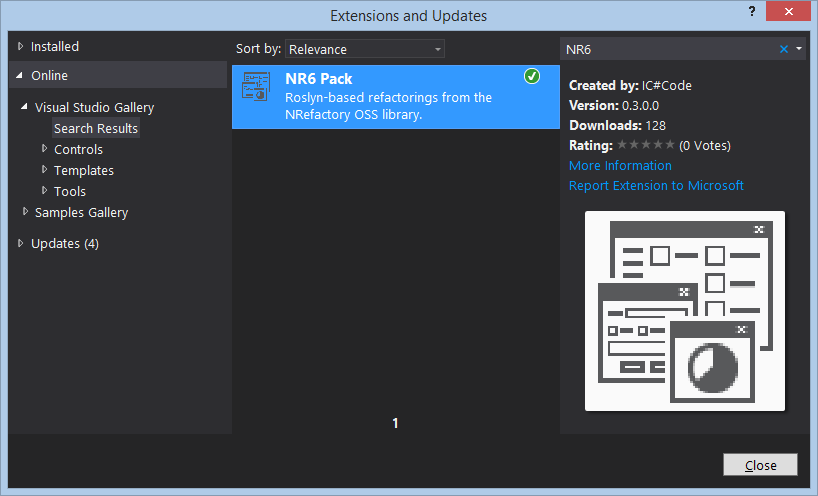 Extensions and Updates
?
Installed
Online
Visual Studio Gallery
Search Results
Controls
Templates
Tools
Samples Gallery
Updates (4)
Sort by: Relevance
NR6 Pack
Roslyn-based refactorings from the
NRefactory OSS library.
1
NR6
Created by: IC#Code
Version: 0.3.0.0
Downloads: 128
Rating: ★★★★★ (0 Votes)
More Information
Report Extension to Microsoft
Close